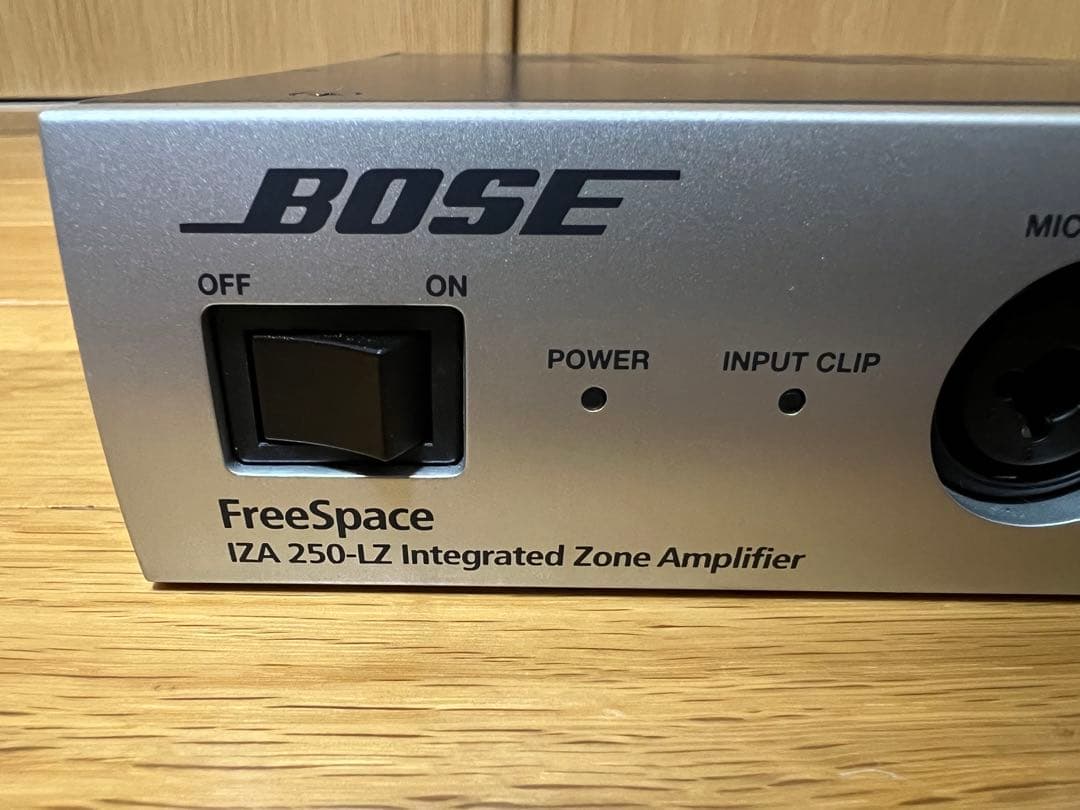 BOSE
MIC
OFF ON
POWER INPUT CLIP
FreeSpace
IZA 250-LZ Integrated Zone Amplifier